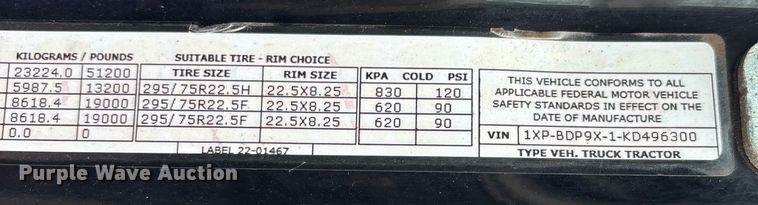 KILOGRAMS / POUNDS SUITABLE TIRE - RIM CHOICE
TIRE SIZE RIM SIZE KPA COLD PSI
23224.0 51200
5987.5 13200 295/75R22.5H 22.5X8.25 830 120
8618.4 19000 295/75R22.5F 22.5X8.25 620 90
8618.4 19000 295/75R22.5F 22.5X8.25 620 90
0.0 0
LABEL 22-01467
THIS VEHICLE CONFORMS TO ALL
APPLICABLE FEDERAL MOTOR VEHICLE
SAFETY STANDARDS IN EFFECT ON THE
DATE OF MANUFACTURE
VIN 1XP-BDP9X-1-KD496300
TYPE VEH. TRUCK TRACTOR
Purple Wave Auction